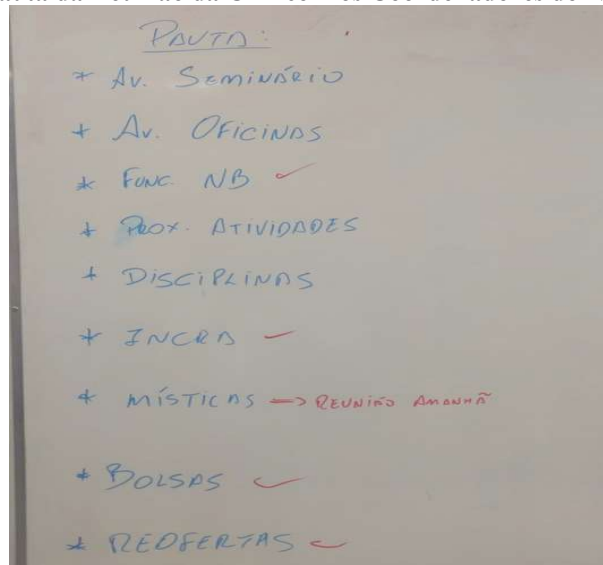 PAUTA:
* AV. SEMINÁRIO
* AV. OFICINAS
* FUNC. NB ✓
* PROX. ATIVIDADES
* DISCIPLINAS
* INCRA ✓
* MÍSTICAS → REUNIÃO AMANHÃ
* BOLSAS ✓
* REOFERTAS ✓